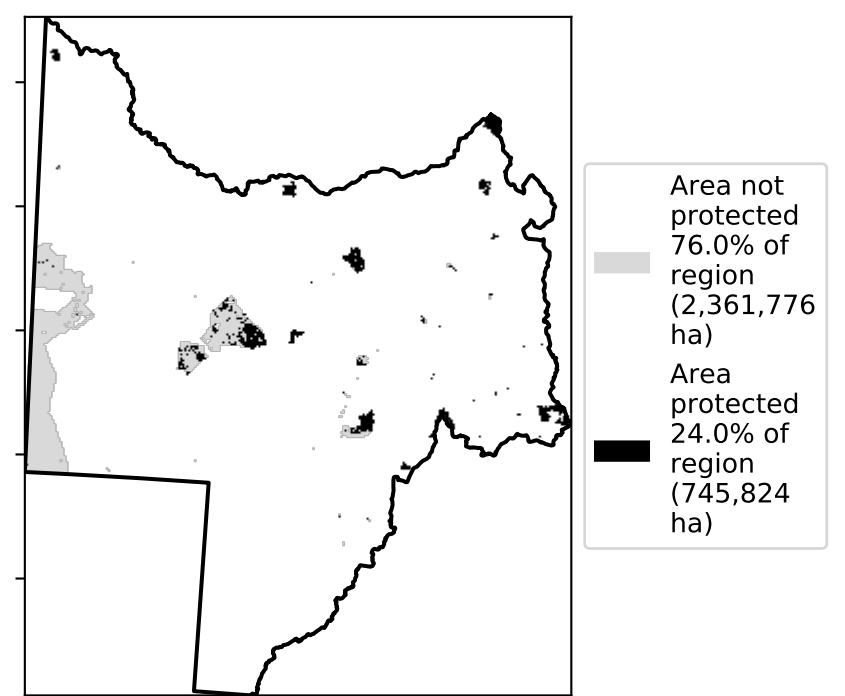 Area not
protected
76.0% of
region
(2,361,776
ha)
Area
protected
24.0% of
region
(745,824
ha)